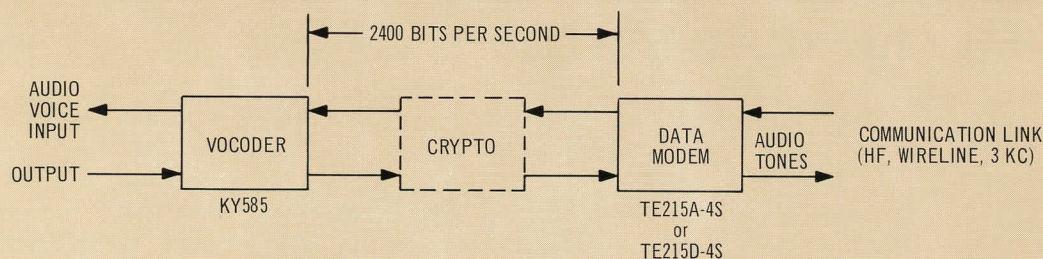 2400 BITS PER SECOND
AUDIO
VOICE
INPUT
OUTPUT
VOCODER
KY585
CRYPTO
DATA
MODEM
TE215A-4S
or
TE215D-4S
AUDIO
TONES
COMMUNICATION LINK
(HF, WIRELINE, 3 KC)